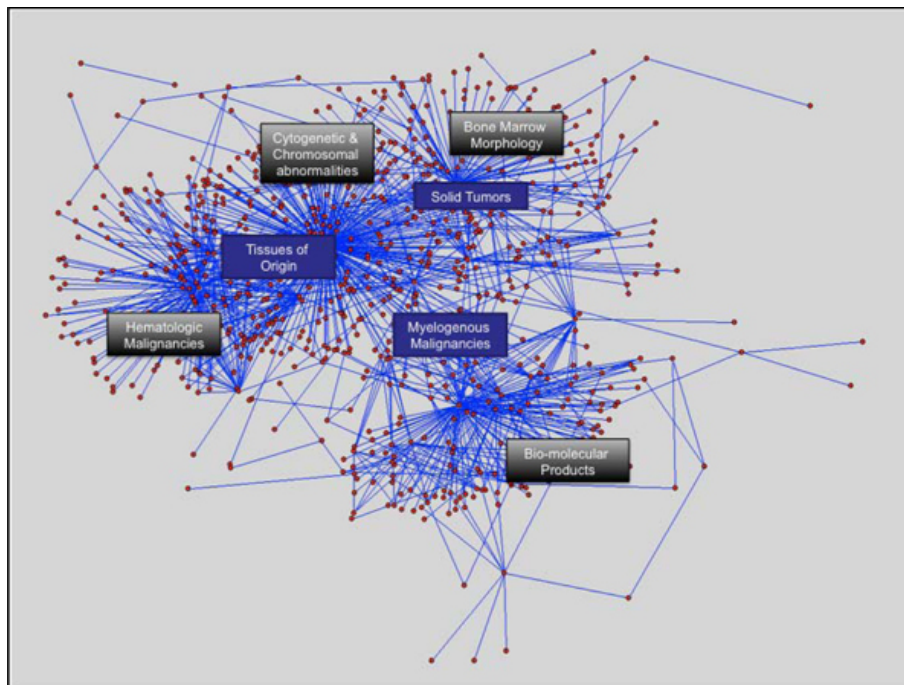 Bone Marrow
Morphology
Cytogenetic &
Chromosomal
abnormalities
Solid Tumors
Tissues of
Origin
Hematologic
Malignancies
Myelogenous
Malignancies
Bio-molecular
Products